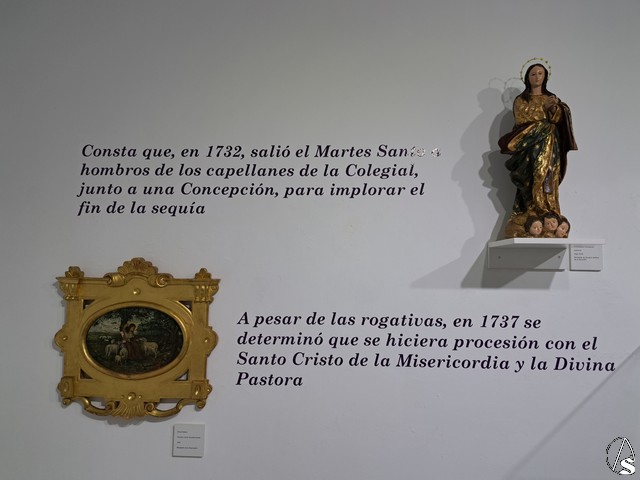 Consta que, en 1732, salió el Martes Santo a
hombros de los capellanes de la Colegial,
junto a una Concepción, para implorar el
fin de la sequía
A pesar de las rogativas, en 1737 se
determinó que se hiciera procesión con el
Santo Cristo de la Misericordia y la Divina
Pastora